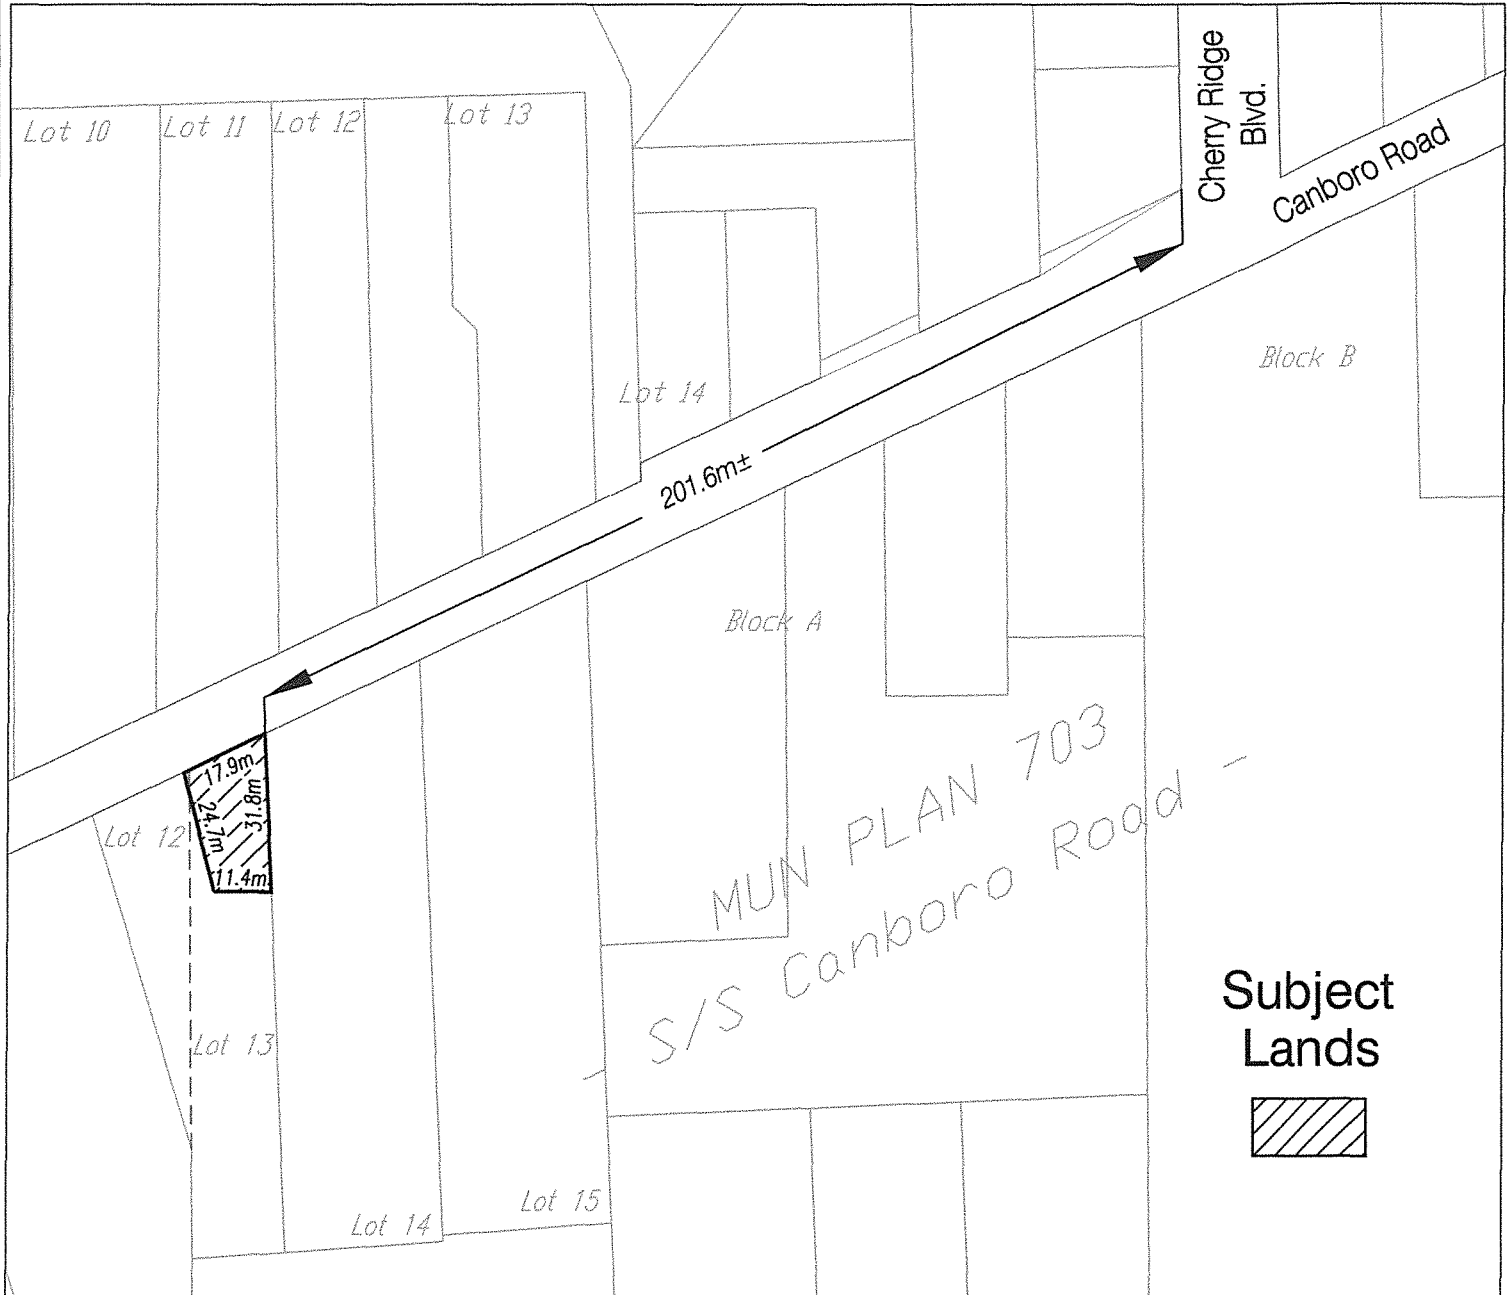 Lot 10
Lot 11
Lot 12
Lot 13
Cherry Ridge
Blvd.
Canboro Road
Block B
Lot 14
201.6m±
Block A
17.9m
31.8m
24.7m
11.4m
Lot 12
MUN PLAN 703
- S/S Canboro Road -
Subject
Lands
Lot 13
Lot 14
Lot 15